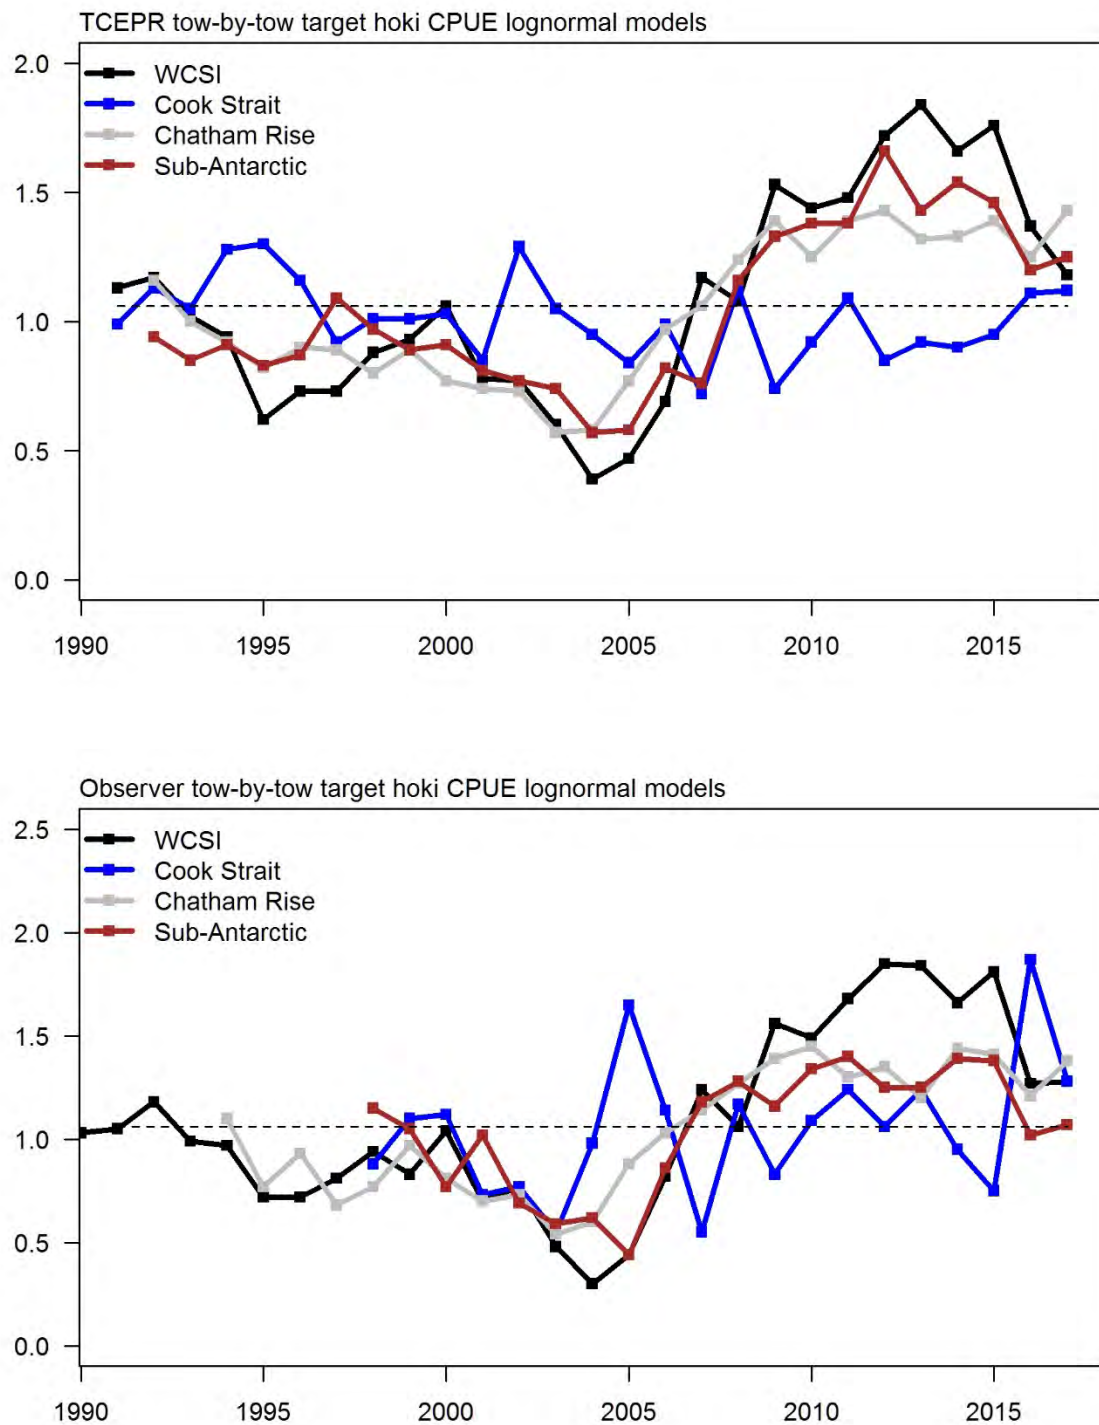 TCEPR tow-by-tow target hoki CPUE lognormal models
2.0
WCSI
Cook Strait
Chatham Rise
Sub-Antarctic
1.5
1.0
0.5
0.0
1990 1995 2000 2005 2010 2015
Observer tow-by-tow target hoki CPUE lognormal models
2.5
WCSI
Cook Strait
Chatham Rise
2.0
Sub-Antarctic
1.5
1.0
0.5
0.0
1990 1995 2000 2005 2010 2015